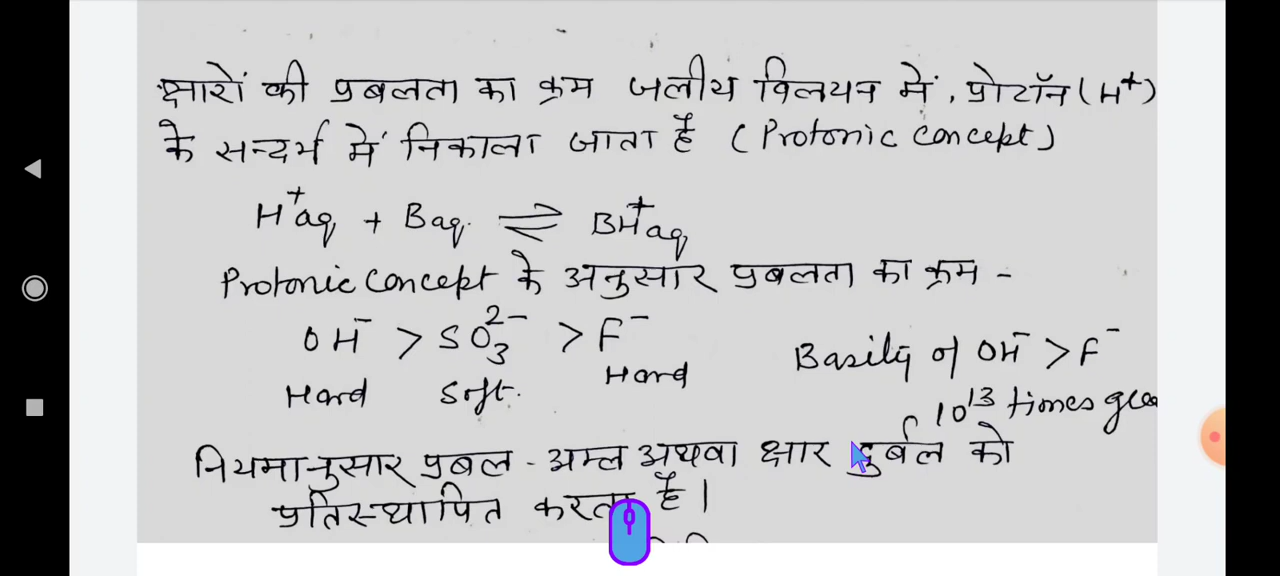 क्षारों की प्रबलता का क्रम जलीय विलयन में, प्रोटॉन (H⁺)
के सन्दर्भ में निकाला जाता है (Protonic concept)
H⁺aq + Baq. ⇌ BH⁺aq
Protonic Concept के अनुसार प्रबलता का क्रम -
OH⁻ > SO₃²⁻ > F⁻
Hard Soft. Hard
Basity of OH⁻ > F⁻
10¹³ times
नियमानुसार प्रबल - अम्ल अथवा क्षार दुर्बल को
प्रतिस्थापित करता है।